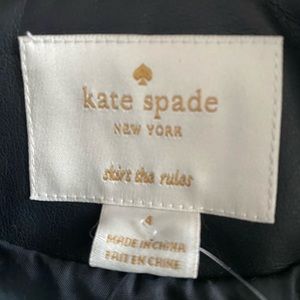 kate spade
NEW YORK
skirt the rules
4
MADE IN CHINA
FAIT EN CHINE